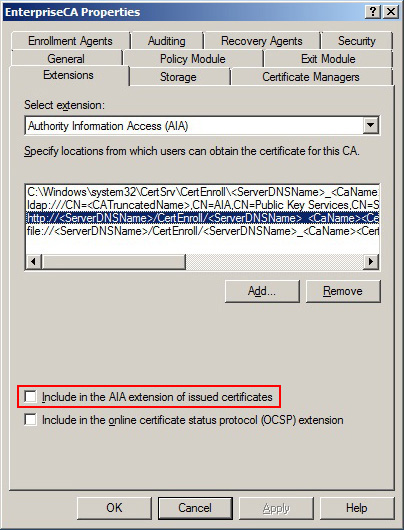 EnterpriseCA Properties
Enrollment Agents Auditing Recovery Agents Security
General Policy Module Exit Module
Extensions Storage Certificate Managers
Select extension:
Authority Information Access (AIA)
Specify locations from which users can obtain the certificate for this CA.
C:\Windows\system32\CertSrv\CertEnroll\<ServerDNSName>_<CaName
ldap:///CN=<CATruncatedName>,CN=AIA,CN=Public Key Services,CN=S
http://<ServerDNSName>/CertEnroll/<ServerDNSName>_<CaName><Ce
file://<ServerDNSName>/CertEnroll/<ServerDNSName>_<CaName><Cert
Add... Remove
Include in the AIA extension of issued certificates
Include in the online certificate status protocol (OCSP) extension
OK Cancel Apply Help